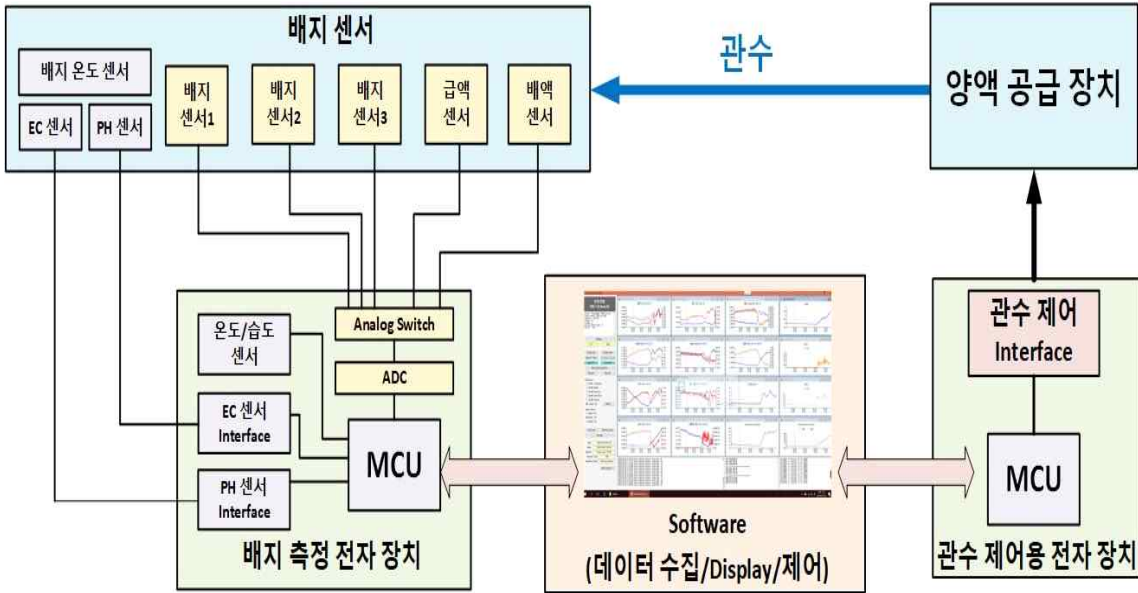 배지 센서
배지 온도 센서
EC 센서
PH 센서
배지
센서1
배지
센서2
배지
센서3
급액
센서
배액
센서
관수
양액 공급 장치
온도/습도
센서
EC 센서
Interface
PH 센서
Interface
Analog Switch
ADC
MCU
배지 측정 전자 장치
Software
(데이터 수집/Display/제어)
관수 제어
Interface
MCU
관수 제어용 전자 장치